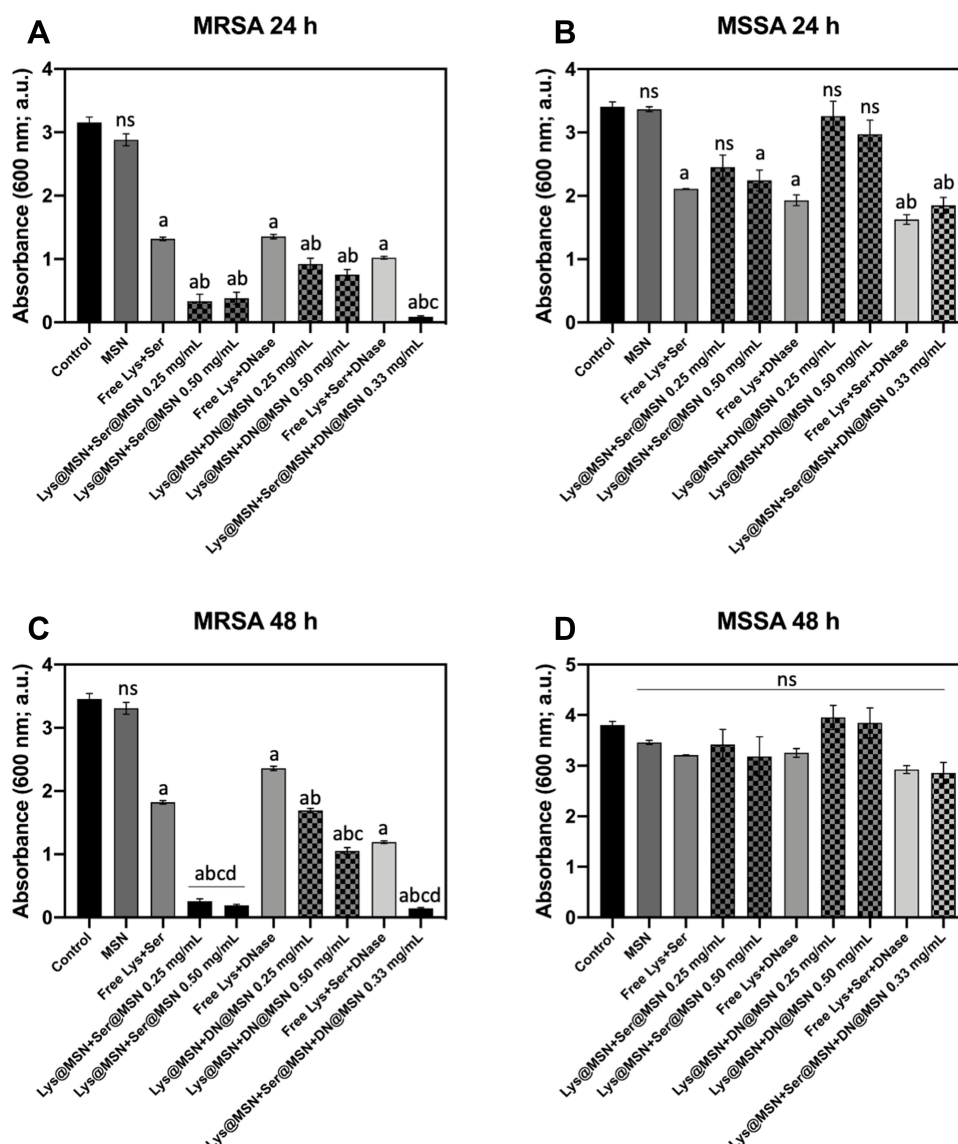 A
MRSA 24 h
Absorbance (600 nm; a.u.)
4
3
2
1
0
ns
a
ab
ab
a
ab
ab
a
abc
Control
MSN
Free Lys+Ser
Lys@MSN+Ser@MSN 0.25 mg/mL
Lys@MSN+Ser@MSN 0.50 mg/mL
Free Lys+DNase
Lys@MSN+DN@MSN 0.25 mg/mL
Lys@MSN+DN@MSN 0.50 mg/mL
Free Lys+Ser+DNase
Lys@MSN+Ser@MSN+DN@MSN 0.33 mg/mL
B
MSSA 24 h
Absorbance (600 nm; a.u.)
4
3
2
1
0
ns
a
ns
a
a
ns
ns
ab
ab
Control
MSN
Free Lys+Ser
Lys@MSN+Ser@MSN 0.25 mg/mL
Lys@MSN+Ser@MSN 0.50 mg/mL
Free Lys+DNase
Lys@MSN+DN@MSN 0.25 mg/mL
Lys@MSN+DN@MSN 0.50 mg/mL
Free Lys+Ser+DNase
Lys@MSN+Ser@MSN+DN@MSN 0.33 mg/mL
C
MRSA 48 h
Absorbance (600 nm; a.u.)
4
3
2
1
0
ns
a
abcd
a
ab
abc
a
abcd
Control
MSN
Free Lys+Ser
Lys@MSN+Ser@MSN 0.25 mg/mL
Lys@MSN+Ser@MSN 0.50 mg/mL
Free Lys+DNase
Lys@MSN+DN@MSN 0.25 mg/mL
Lys@MSN+DN@MSN 0.50 mg/mL
Free Lys+Ser+DNase
Lys@MSN+Ser@MSN+DN@MSN 0.33 mg/mL
D
MSSA 48 h
Absorbance (600 nm; a.u.)
5
4
3
2
1
0
ns
Control
MSN
Free Lys+Ser
Lys@MSN+Ser@MSN 0.25 mg/mL
Lys@MSN+Ser@MSN 0.50 mg/mL
Free Lys+DNase
Lys@MSN+DN@MSN 0.25 mg/mL
Lys@MSN+DN@MSN 0.50 mg/mL
Free Lys+Ser+DNase
Lys@MSN+Ser@MSN+DN@MSN 0.33 mg/mL